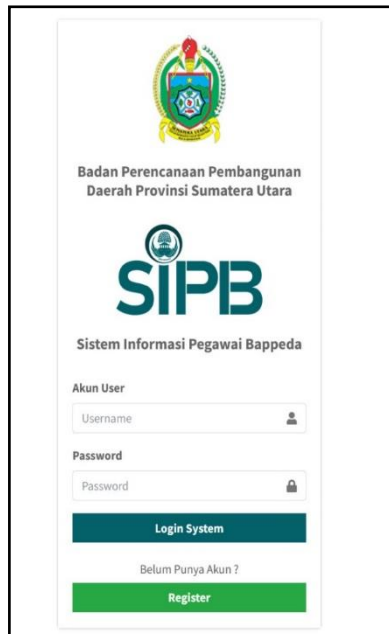 Badan Perencanaan Pembangunan
Daerah Provinsi Sumatera Utara
SIPB
Sistem Informasi Pegawai Bappeda
Akun User
Username
Password
Password
Login System
Belum Punya Akun ?
Register